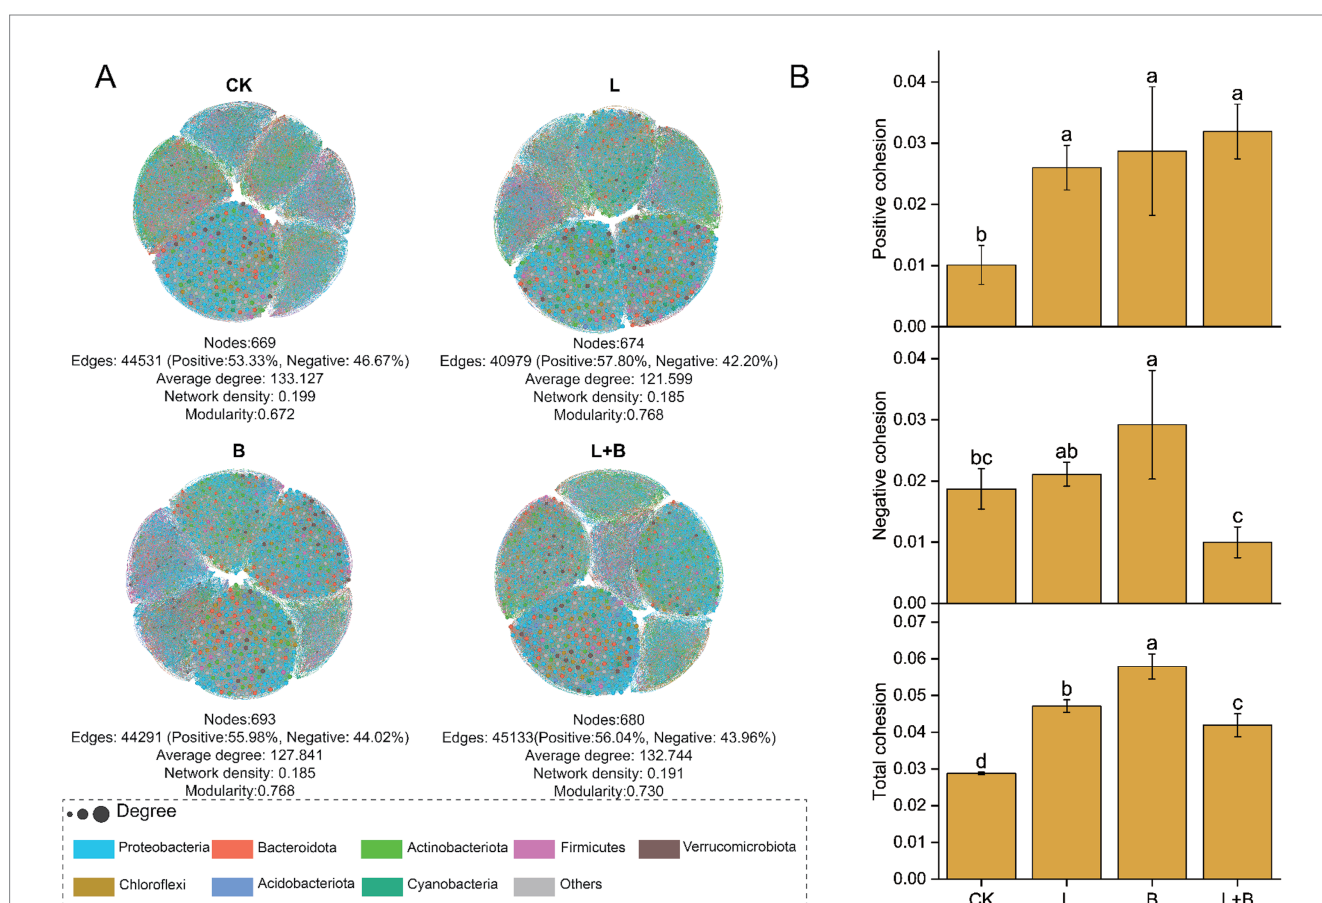 A
CK
Nodes:669
Edges: 44531 (Positive:53.33%, Negative: 46.67%)
Average degree: 133.127
Network density: 0.199
Modularity:0.672
L
Nodes:674
Edges: 40979 (Positive:57.80%, Negative: 42.20%)
Average degree: 121.599
Network density: 0.185
Modularity:0.768
B
Nodes:693
Edges: 44291 (Positive:55.98%, Negative: 44.02%)
Average degree: 127.841
Network density: 0.185
Modularity:0.768
L+B
Nodes:680
Edges: 45133(Positive:56.04%, Negative: 43.96%)
Average degree: 132.744
Network density: 0.191
Modularity:0.730
Degree
Proteobacteria Bacteroidota Actinobacteriota Firmicutes Verrucomicrobiota
Chloroflexi Acidobacteriota Cyanobacteria Others
B
Positive cohesion
0.04
0.03
0.02
0.01
0.00
b a a a
Negative cohesion
0.04
0.03
0.02
0.01
0.00
bc ab a c
Total cohesion
0.07
0.06
0.05
0.04
0.03
0.02
0.01
0.00
d b a c
CK L B L+B